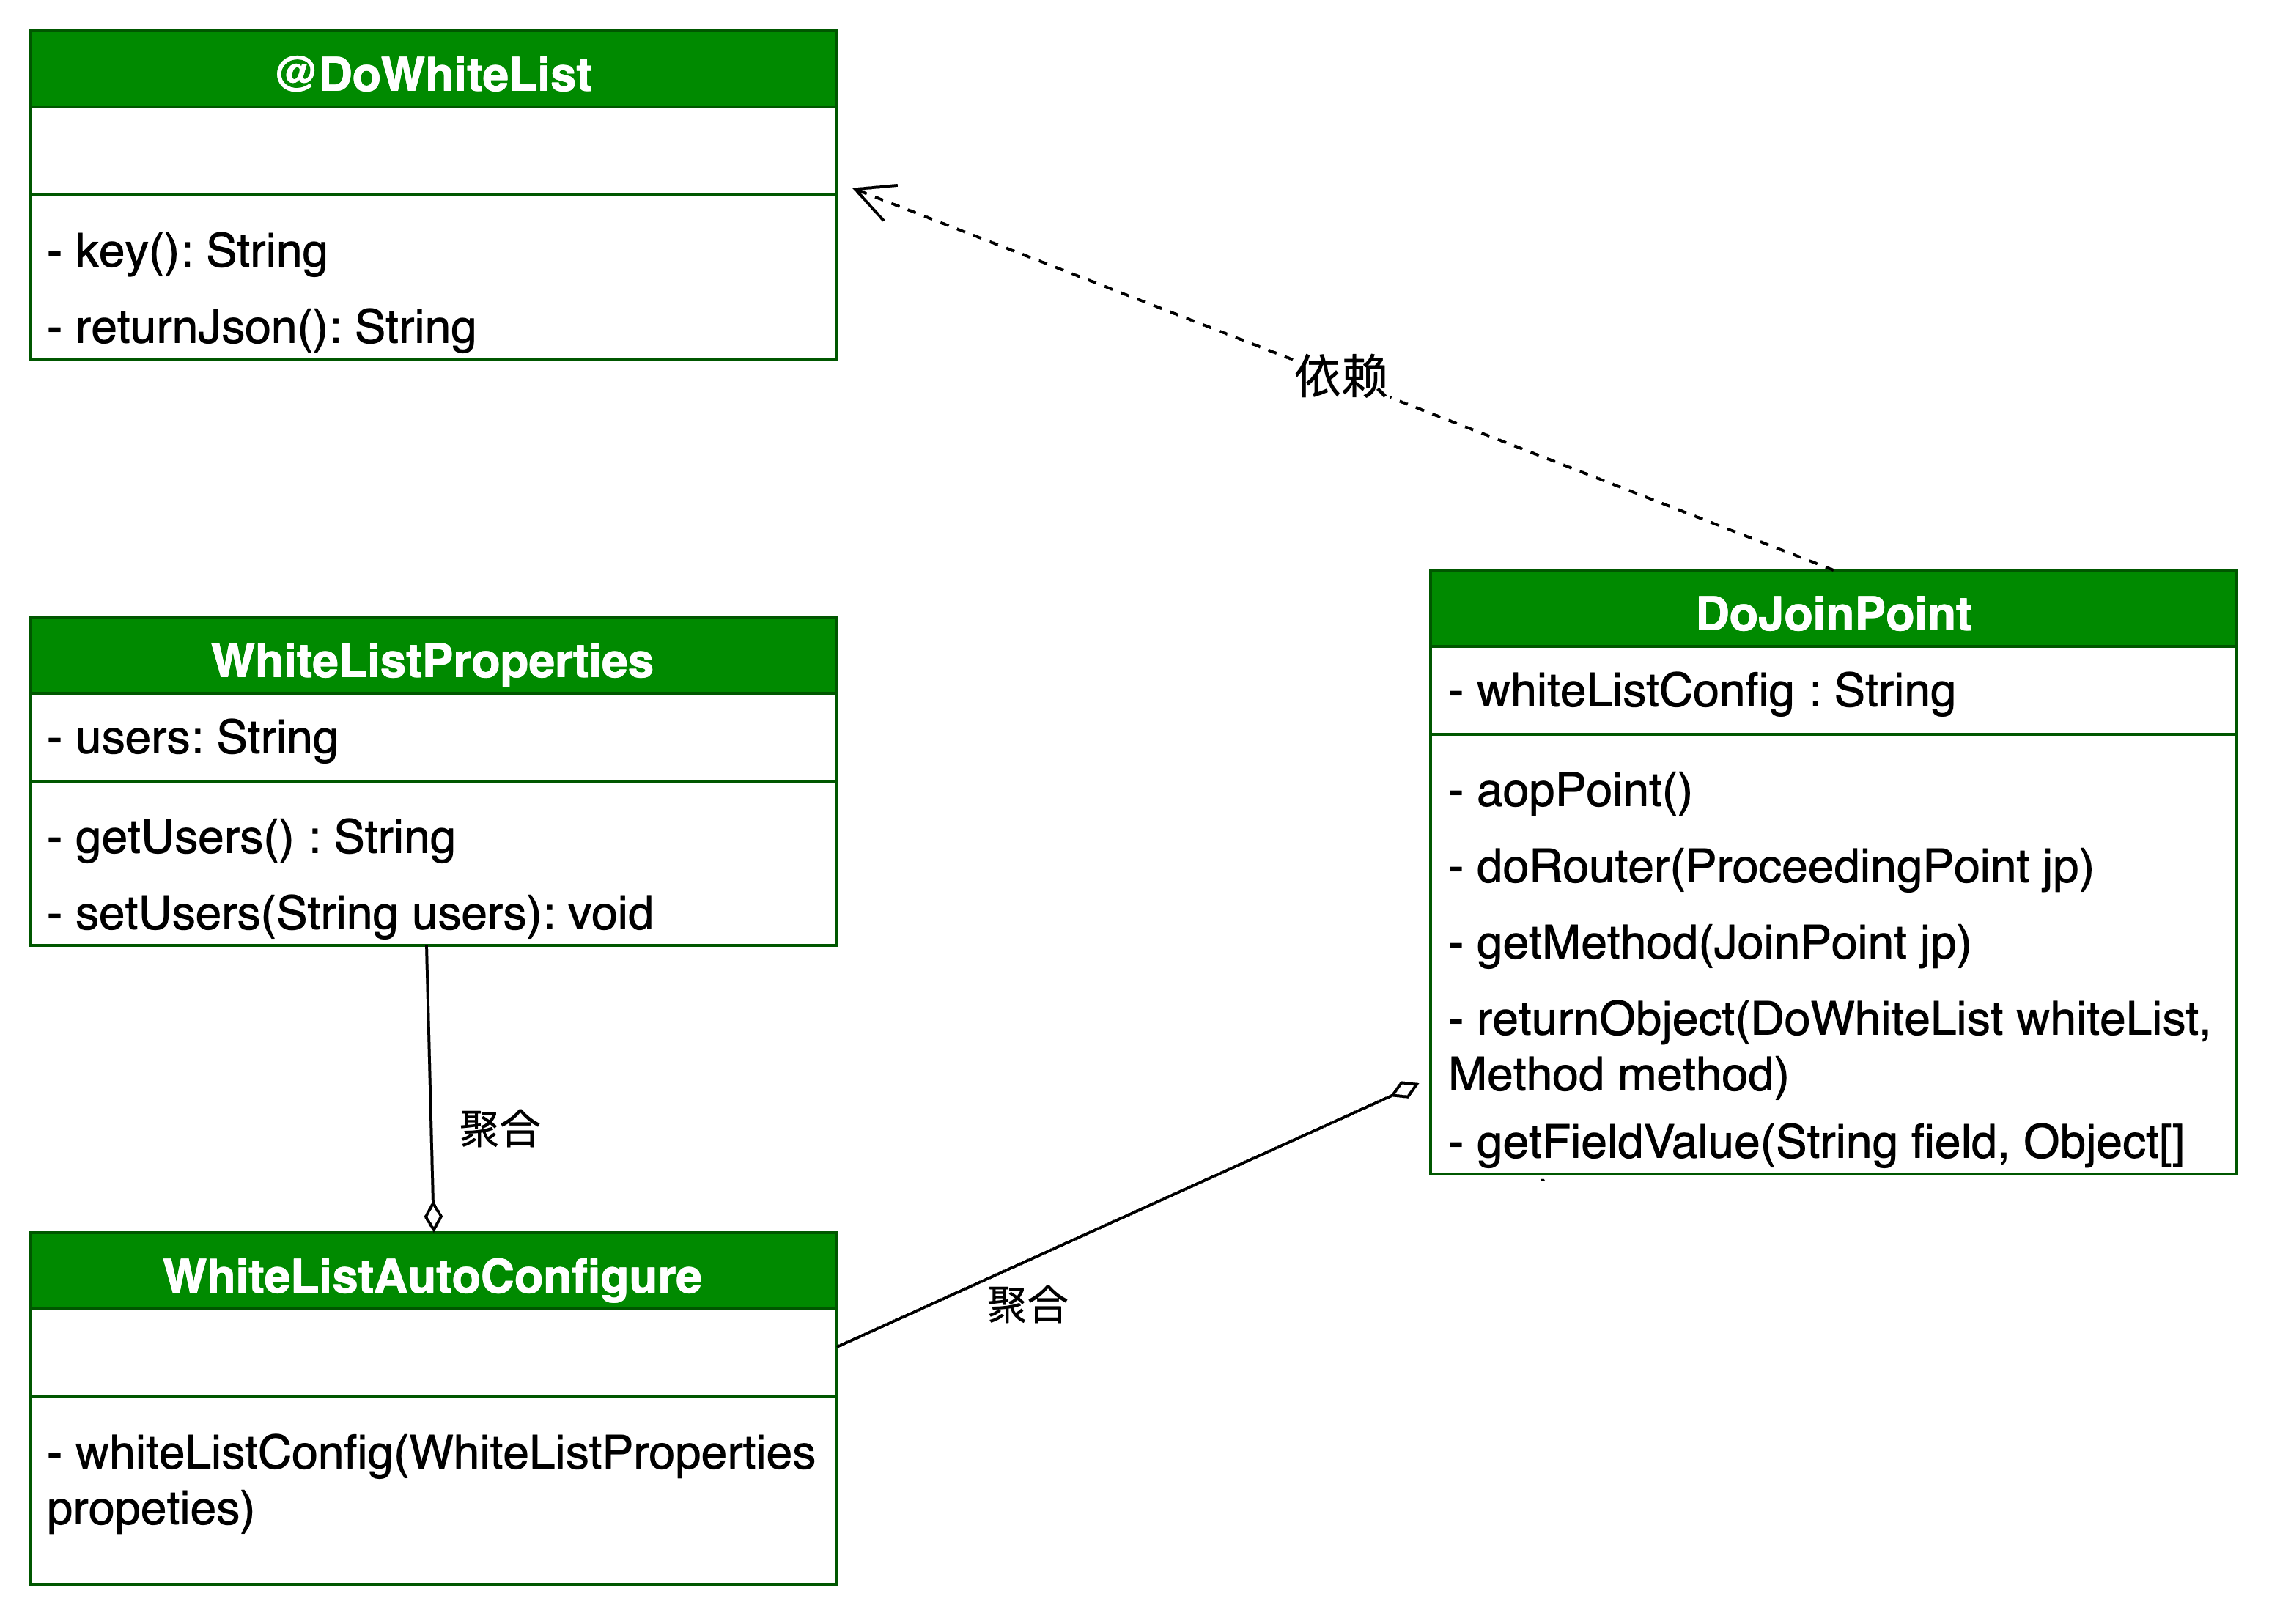 @DoWhiteList
- key(): String
- returnJson(): String
依赖
WhiteListProperties
- users: String
- getUsers() : String
- setUsers(String users): void
DoJoinPoint
- whiteListConfig : String
- aopPoint()
- doRouter(ProceedingPoint jp)
- getMethod(JoinPoint jp)
- returnObject(DoWhiteList whiteList,
Method method)
- getFieldValue(String field, Object[]
聚合
聚合
WhiteListAutoConfigure
- whiteListConfig(WhiteListProperties
propeties)